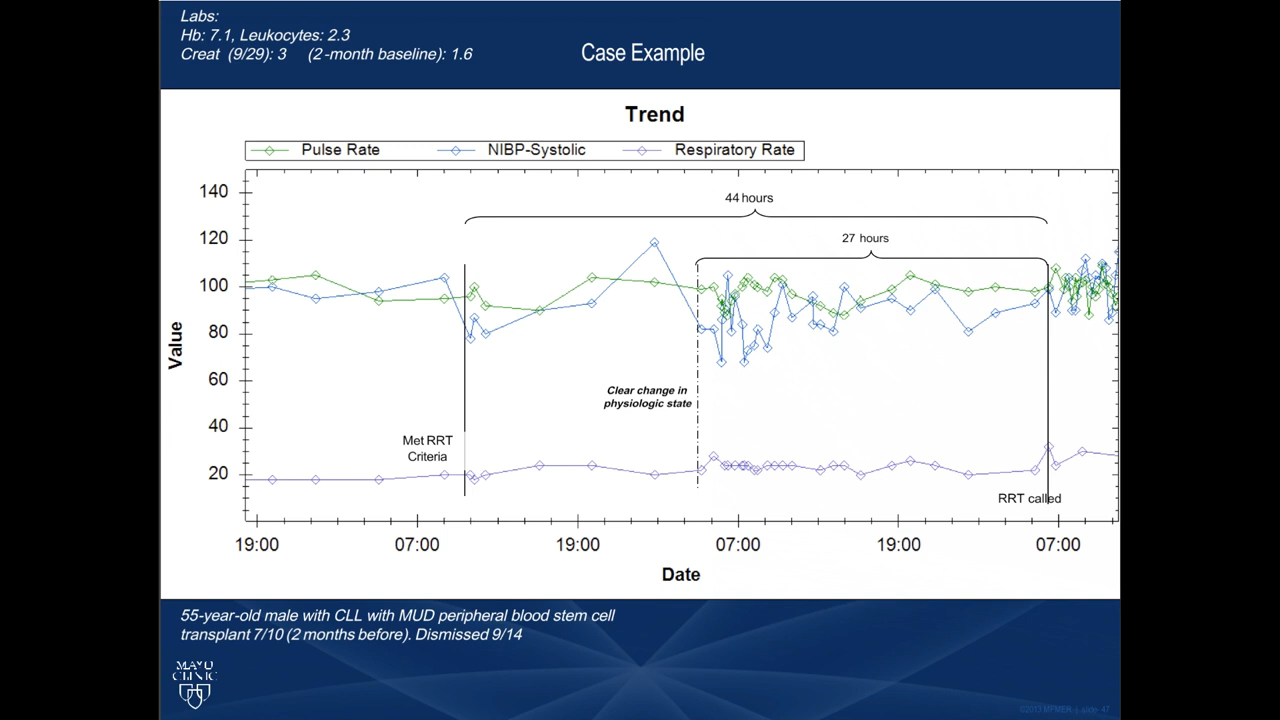 Labs:
Hb: 7.1, Leukocytes: 2.3
Creat (9/29): 3 (2-month baseline): 1.6
Case Example
Trend
Pulse Rate NIBP-Systolic Respiratory Rate
140
120
100
80
60
40
20
Value
44 hours
27 hours
Clear change in
physiologic state
Met RRT
Criteria
RRT called
19:00 07:00 19:00 07:00 19:00 07:00
Date
55-year-old male with CLL with MUD peripheral blood stem cell
transplant 7/10 (2 months before). Dismissed 9/14
MAYO
CLINIC
©2013 MFMER | slide- 47